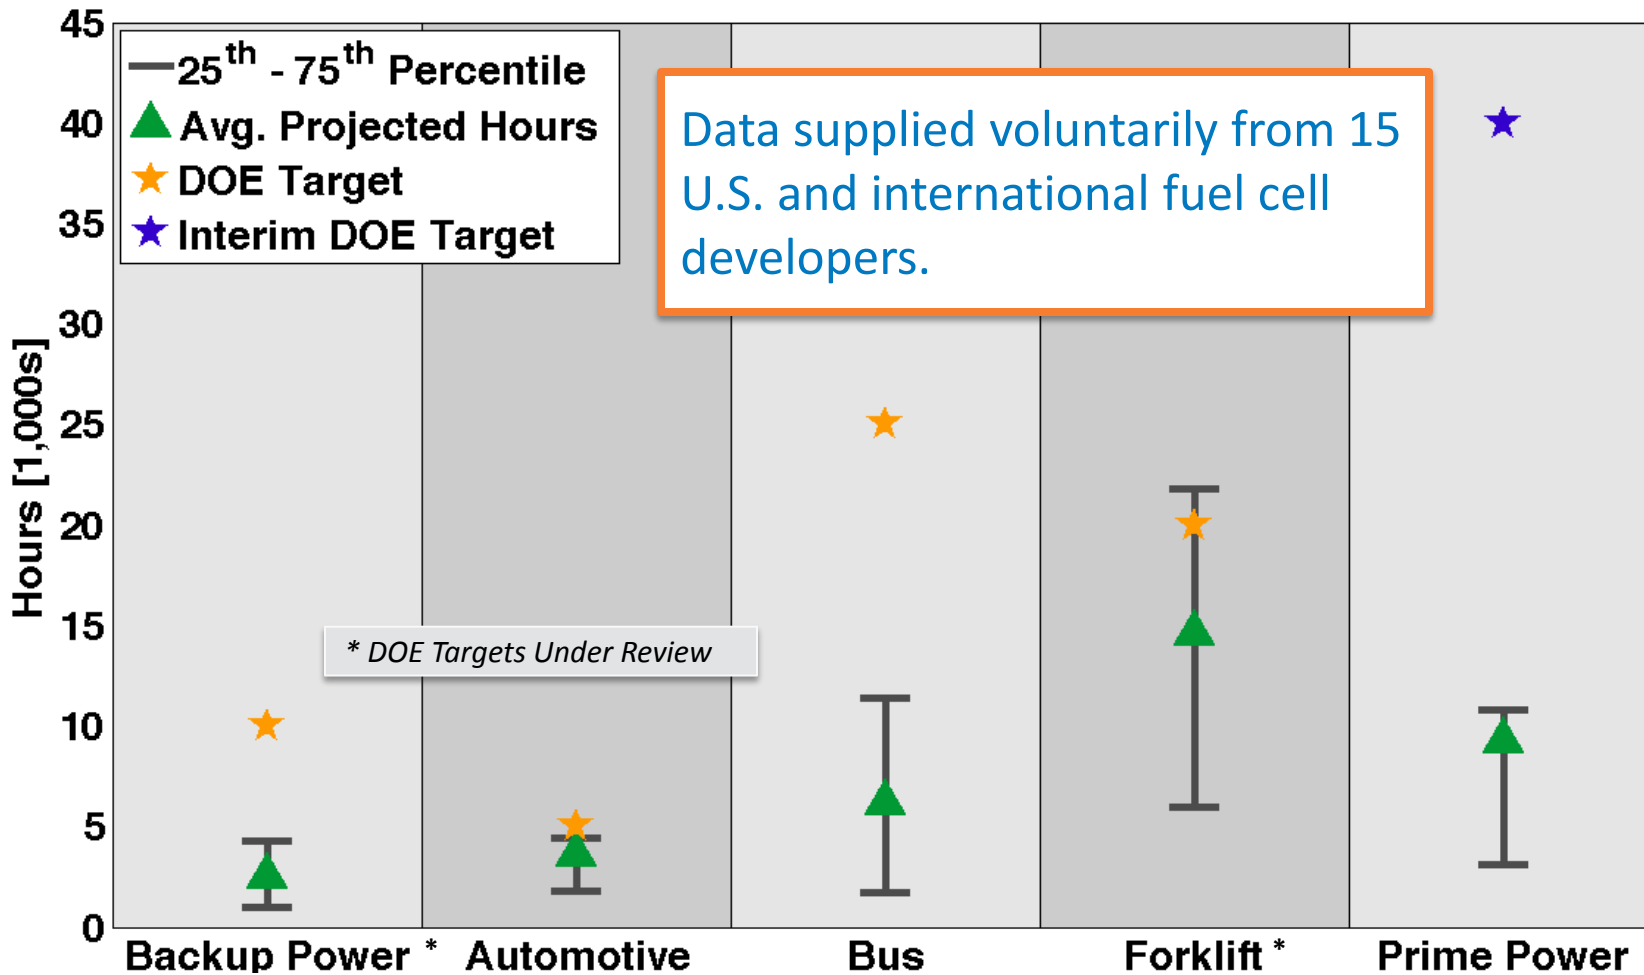 45
40
35
30
25
20
15
10
5
0
Hours [1,000s]
25th - 75th Percentile
Avg. Projected Hours
DOE Target
Interim DOE Target
Data supplied voluntarily from 15
U.S. and international fuel cell
developers.
* DOE Targets Under Review
Backup Power * Automotive Bus Forklift * Prime Power